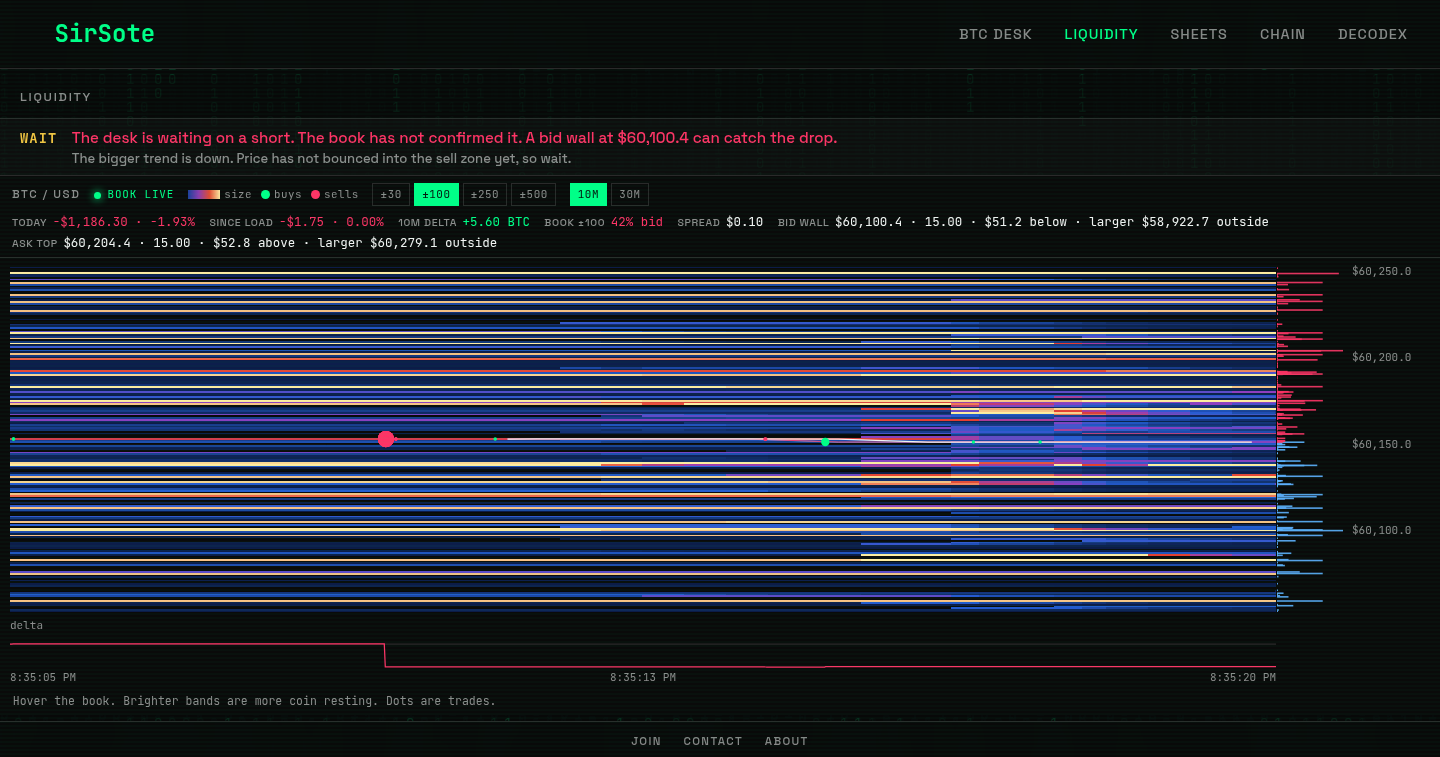 SirSote
BTC DESK LIQUIDITY SHEETS CHAIN DECODEX
LIQUIDITY
WAIT The desk is waiting on a short. The book has not confirmed it. A bid wall at $60,100.4 can catch the drop.
The bigger trend is down. Price has not bounced into the sell zone yet, so wait.
BTC / USD BOOK LIVE size buys sells ±30 ±100 ±250 ±500 10M 30M
TODAY -$1,186.30 · -1.93% SINCE LOAD -$1.75 · 0.00% 10M DELTA +5.60 BTC BOOK ±100 42% bid SPREAD $0.10 BID WALL $60,100.4 · 15.00 · $51.2 below · larger $58,922.7 outside
ASK TOP $60,204.4 · 15.00 · $52.8 above · larger $60,279.1 outside
$60,250.0
$60,200.0
$60,150.0
$60,100.0
delta
8:35:05 PM 8:35:13 PM 8:35:20 PM
Hover the book. Brighter bands are more coin resting. Dots are trades.
JOIN CONTACT ABOUT